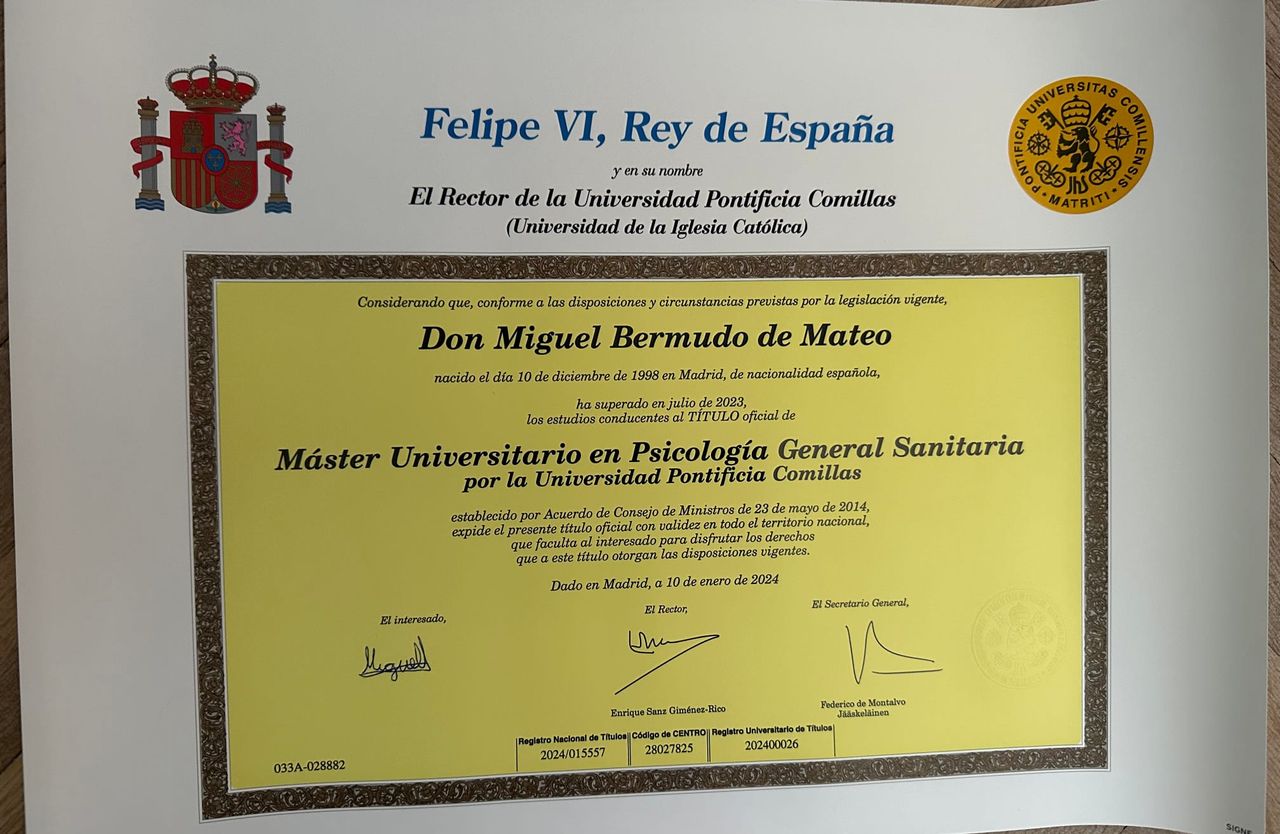 Felipe VI, Rey de España
y en su nombre
El Rector de la Universidad Pontificia Comillas
(Universidad de la Iglesia Católica)
PONTIFICIA UNIVERSITAS COMILLENSIS
MATRITI
JHS
Considerando que, conforme a las disposiciones y circunstancias previstas por la legislación vigente,
Don Miguel Bermudo de Mateo
nacido el día 10 de diciembre de 1998 en Madrid, de nacionalidad española,
ha superado en julio de 2023,
los estudios conducentes al TÍTULO oficial de
Máster Universitario en Psicología General Sanitaria
por la Universidad Pontificia Comillas
establecido por Acuerdo de Consejo de Ministros de 23 de mayo de 2014,
expide el presente título oficial con validez en todo el territorio nacional,
que faculta al interesado para disfrutar los derechos
que a este título otorgan las disposiciones vigentes.
Dado en Madrid, a 10 de enero de 2024
El interesado,
El Rector,
El Secretario General,
Miguel
Enrique Sanz Giménez-Rico
Federico de Montalvo
Jääskeläinen
Registro Nacional de Títulos
2024/015557
Código de CENTRO
28027825
Registro Universitario de Títulos
202400026
033A-028882
SIGNE